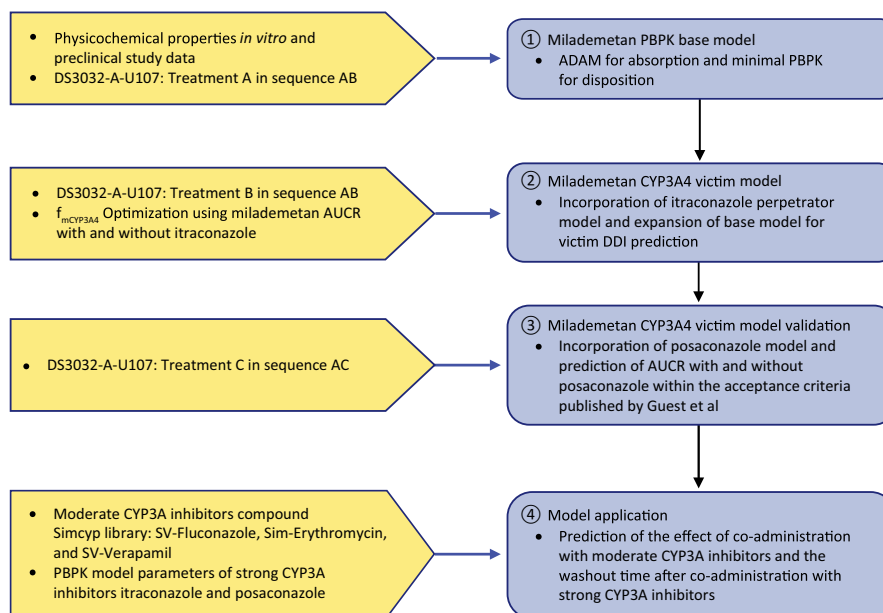 • Physicochemical properties in vitro and
preclinical study data
• DS3032-A-U107: Treatment A in sequence AB
① Milademetan PBPK base model
• ADAM for absorption and minimal PBPK
for disposition
• DS3032-A-U107: Treatment B in sequence AB
• fmCYP3A4 Optimization using milademetan AUCR
with and without itraconazole
② Milademetan CYP3A4 victim model
• Incorporation of itraconazole perpetrator
model and expansion of base model for
victim DDI prediction
• DS3032-A-U107: Treatment C in sequence AC
③ Milademetan CYP3A4 victim model validation
• Incorporation of posaconazole model and
prediction of AUCR with and without
posaconazole within the acceptance criteria
published by Guest et al
• Moderate CYP3A inhibitors compound
Simcyp library: SV-Fluconazole, Sim-Erythromycin,
and SV-Verapamil
• PBPK model parameters of strong CYP3A
inhibitors itraconazole and posaconazole
④ Model application
• Prediction of the effect of co-administration
with moderate CYP3A inhibitors and the
washout time after co-administration with
strong CYP3A inhibitors